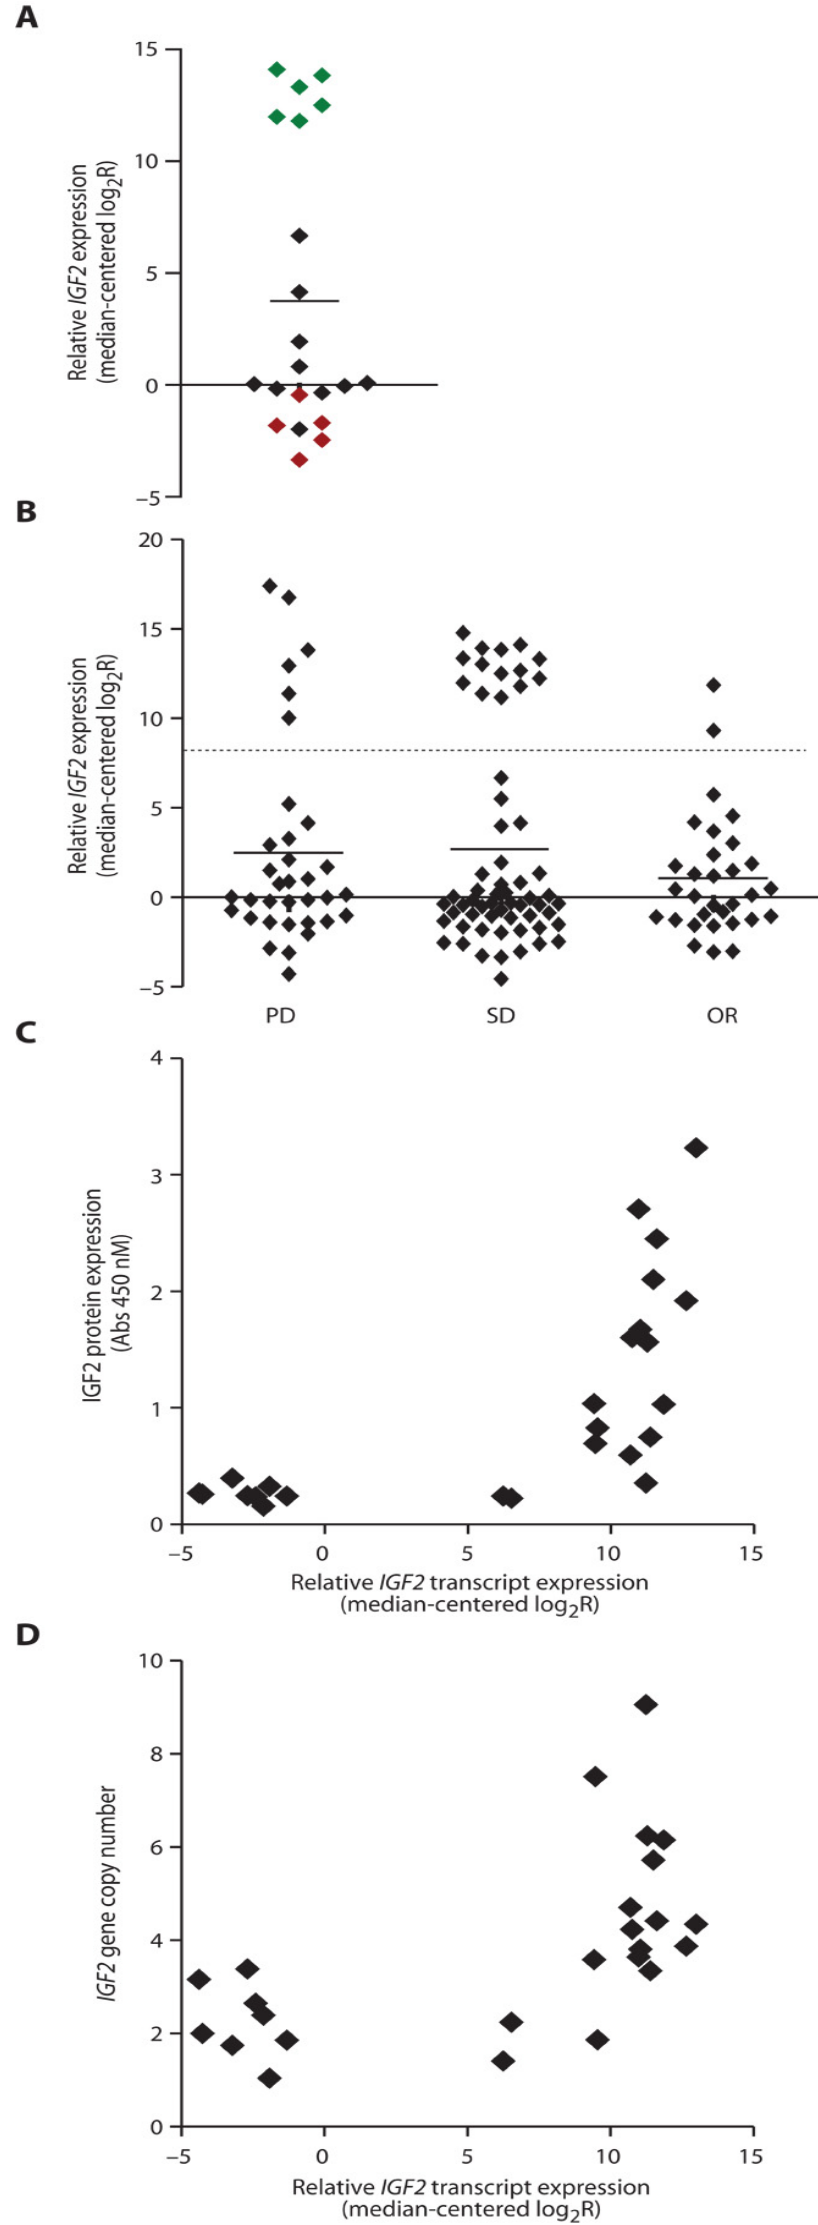 A
15
10
5
0
−5
Relative IGF2 expression
(median-centered log2R)
B
20
15
10
5
0
−5
Relative IGF2 expression
(median-centered log2R)
PD SD OR
C
4
3
2
1
0
IGF2 protein expression
(Abs 450 nM)
−5 0 5 10 15
Relative IGF2 transcript expression
(median-centered log2R)
D
10
8
6
4
2
0
IGF2 gene copy number
−5 0 5 10 15
Relative IGF2 transcript expression
(median-centered log2R)